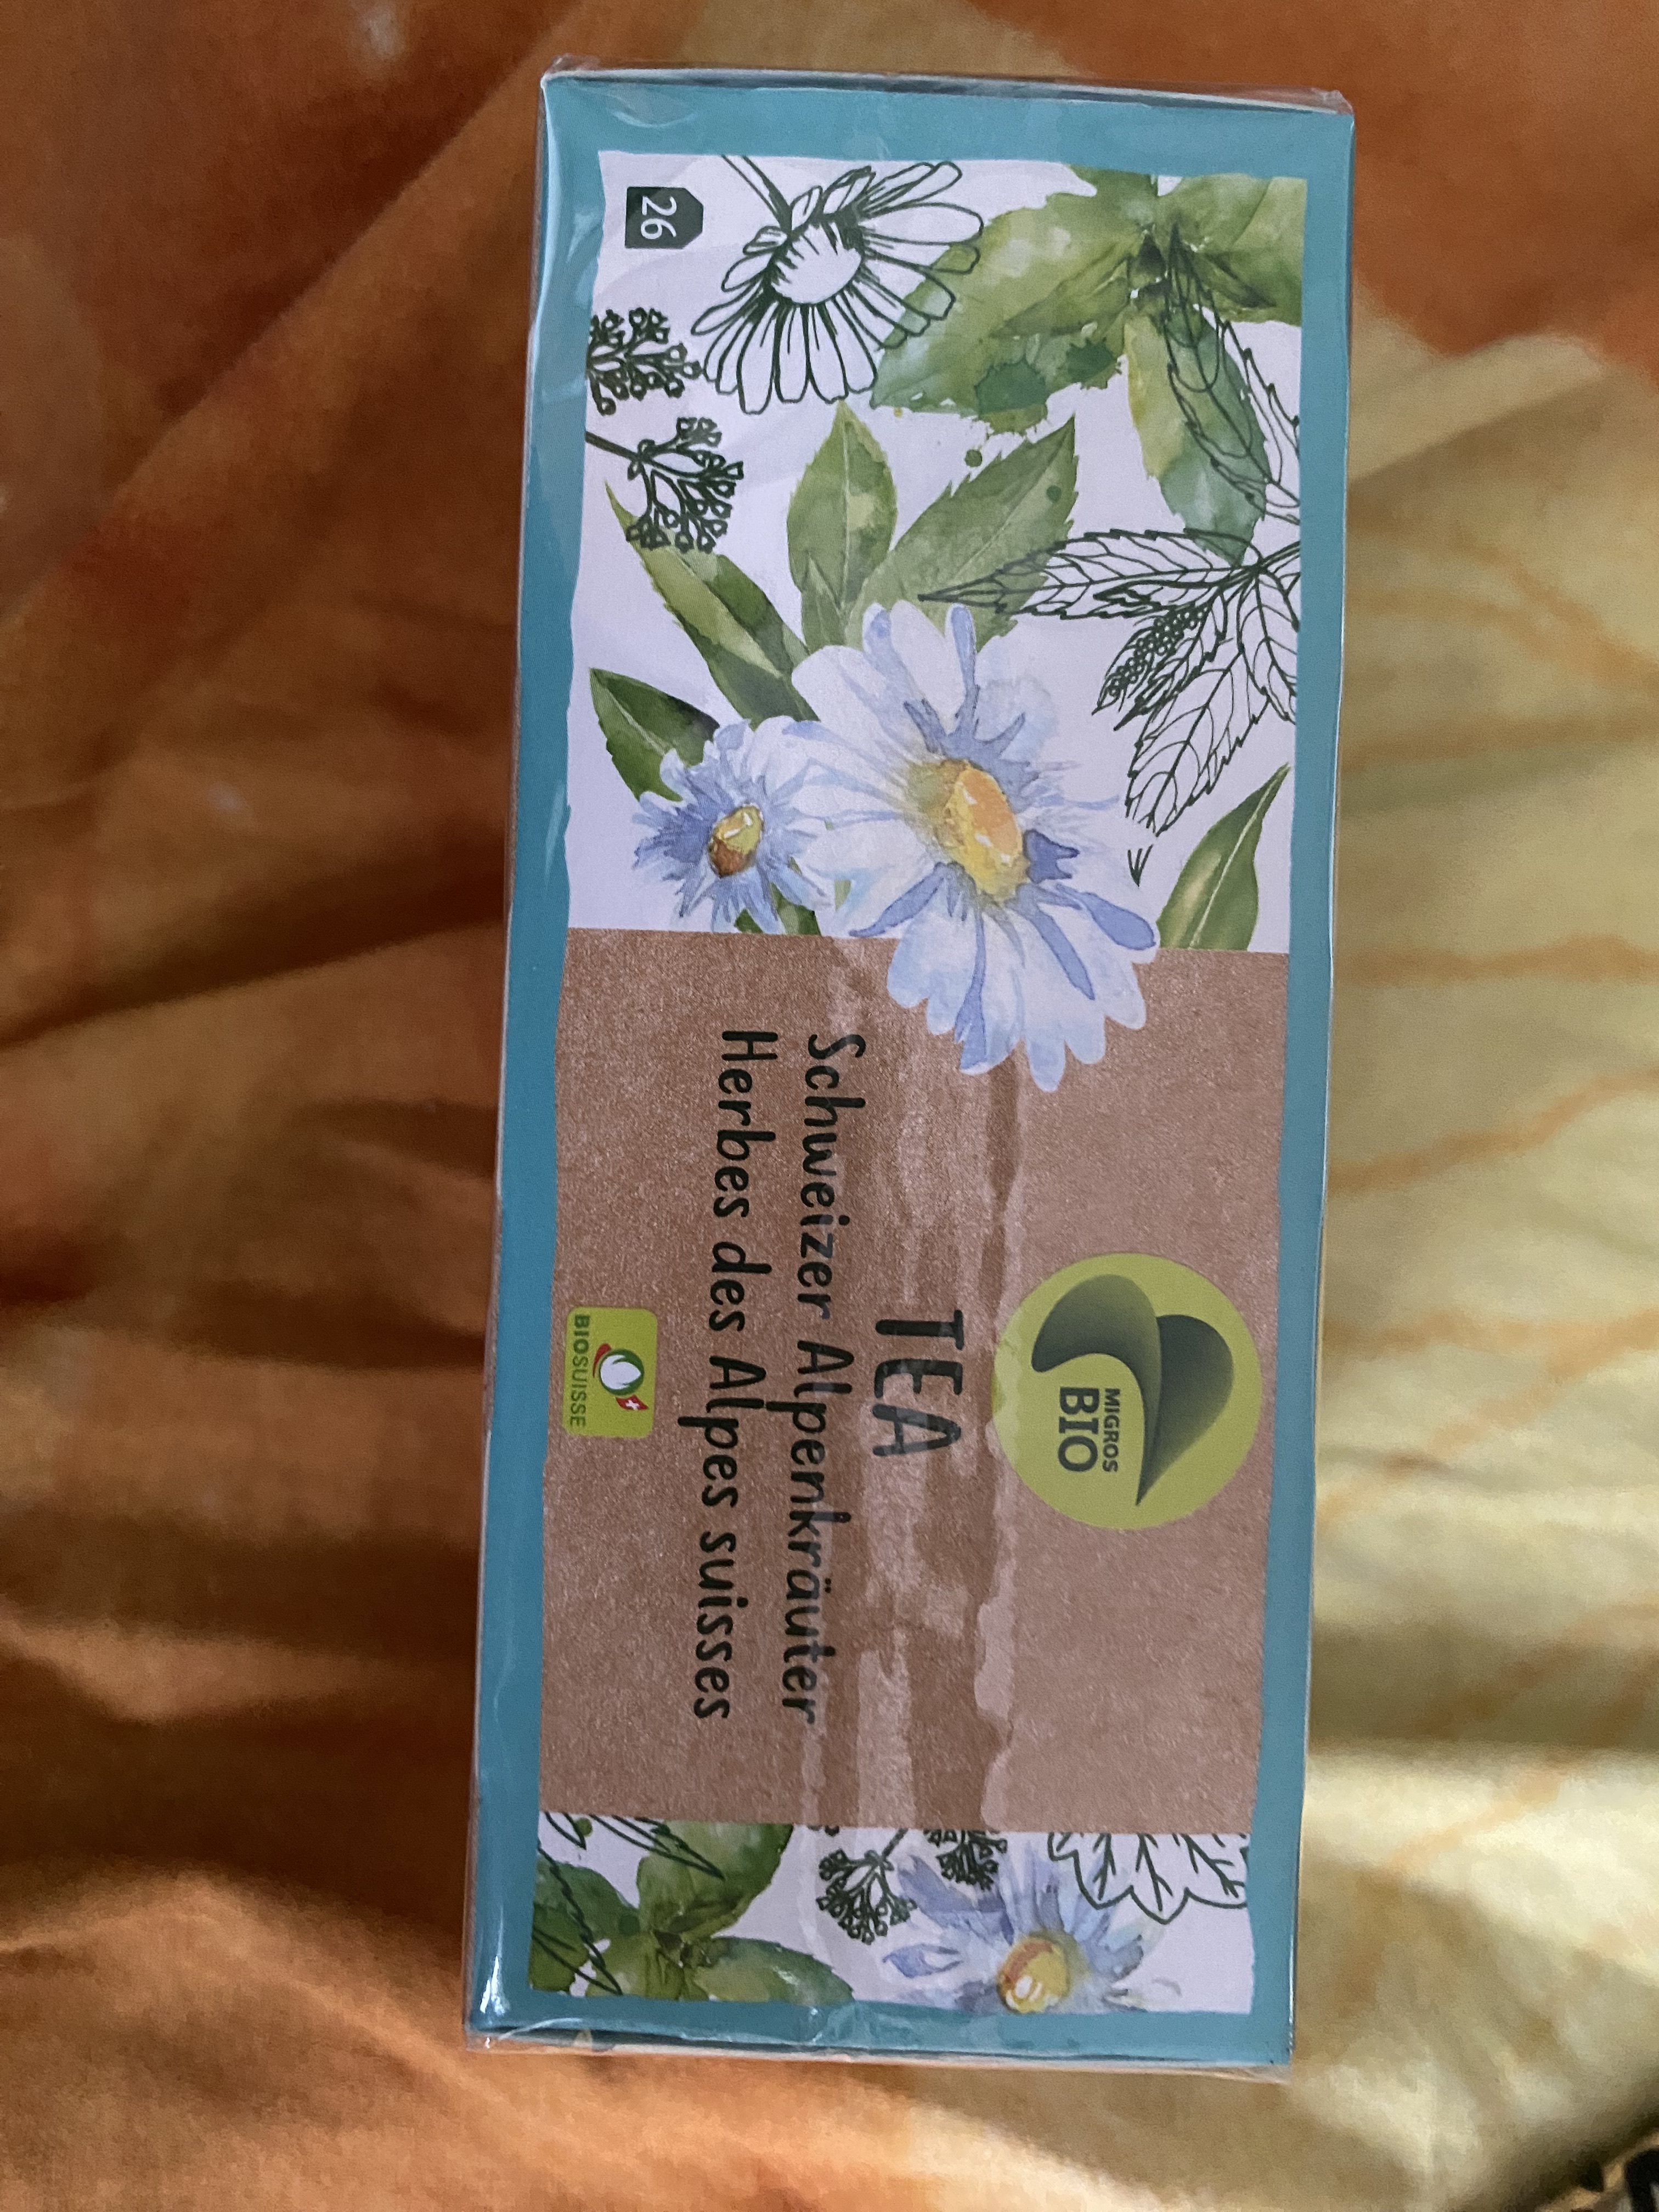 MIGROS
BIO
TEA
Schweizer Alpenkräuter
Herbes des Alpes suisses
BIOSUISSE
26